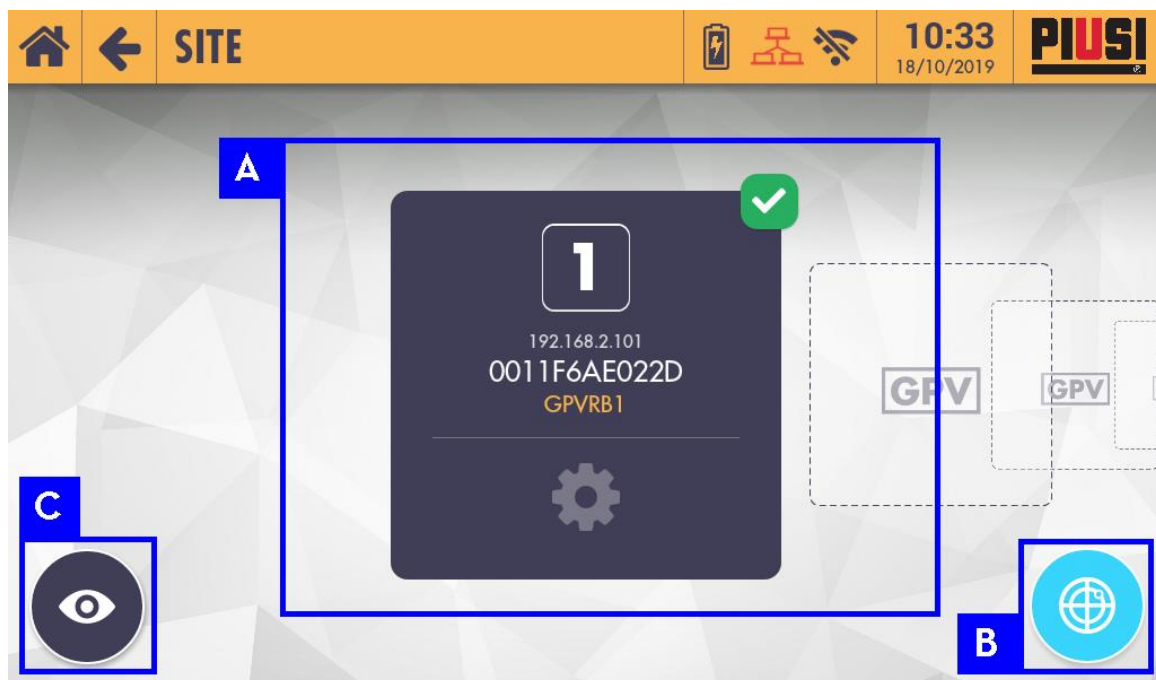 SITE
10:33
18/10/2019
PIUSI
A
1
192.168.2.101
0011F6AE022D
GPVRB1
GPV
GPV
C
B